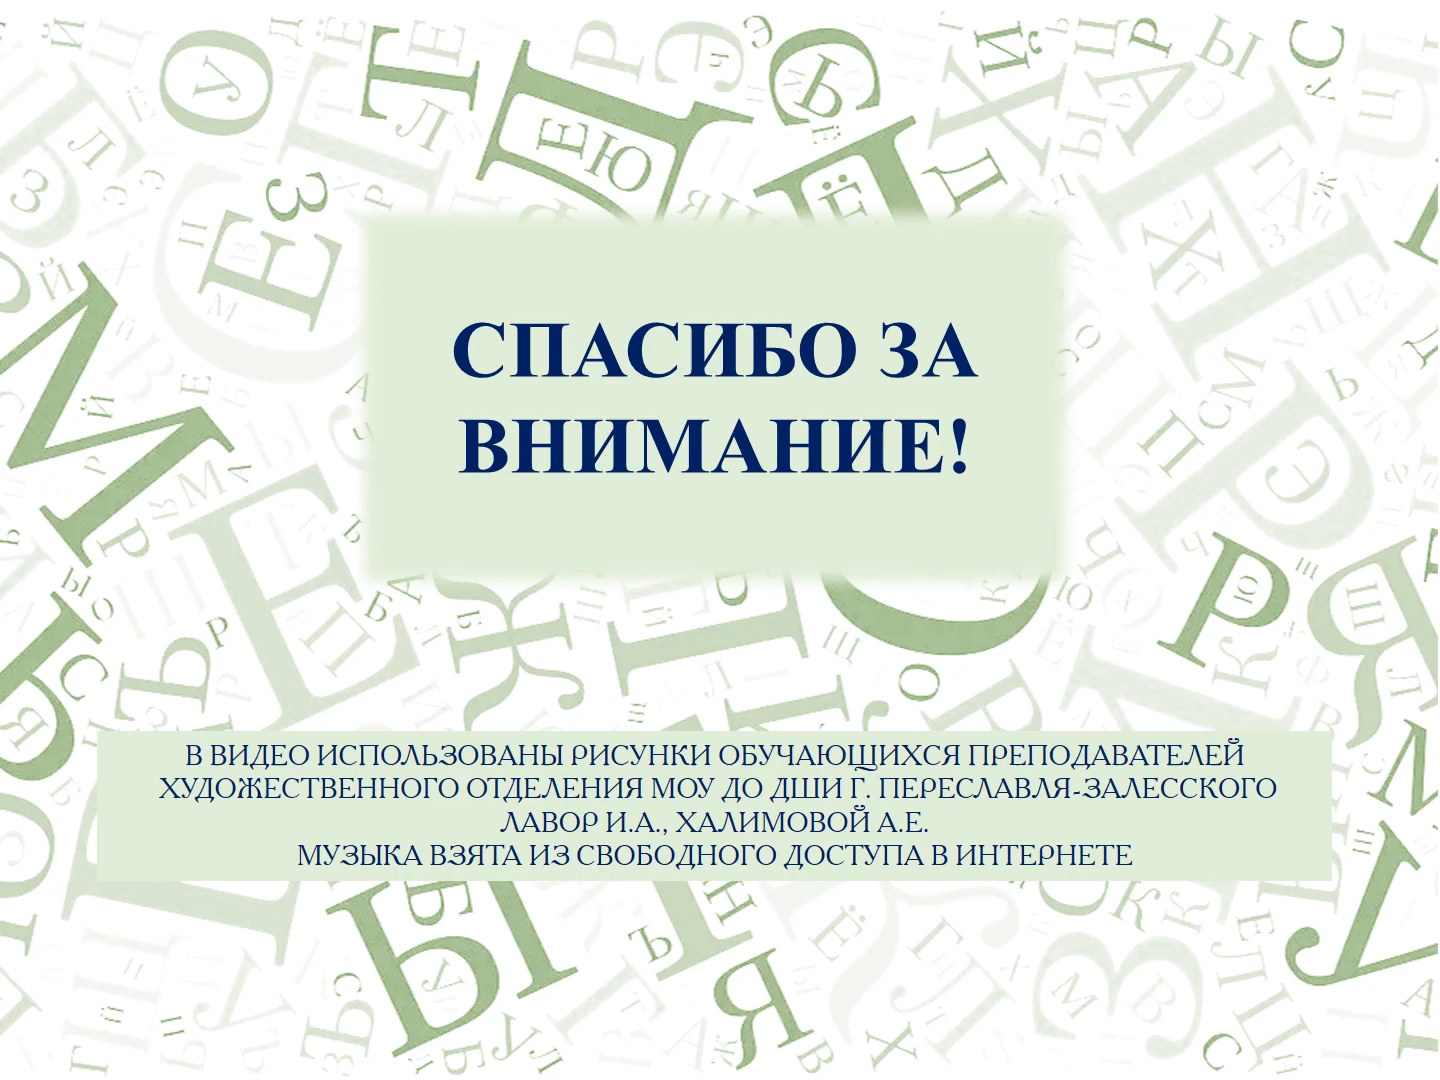 СПАСИБО ЗА
ВНИМАНИЕ!
В ВИДЕО ИСПОЛЬЗОВАНЫ РИСУНКИ ОБУЧАЮЩИХСЯ ПРЕПОДАВАТЕЛЕЙ
ХУДОЖЕСТВЕННОГО ОТДЕЛЕНИЯ МОУ ДО ДШИ Г. ПЕРЕСЛАВЛЯ-ЗАЛЕССКОГО
ЛАВОР И.А., ХАЛИМОВОЙ А.Е.
МУЗЫКА ВЗЯТА ИЗ СВОБОДНОГО ДОСТУПА В ИНТЕРНЕТЕ